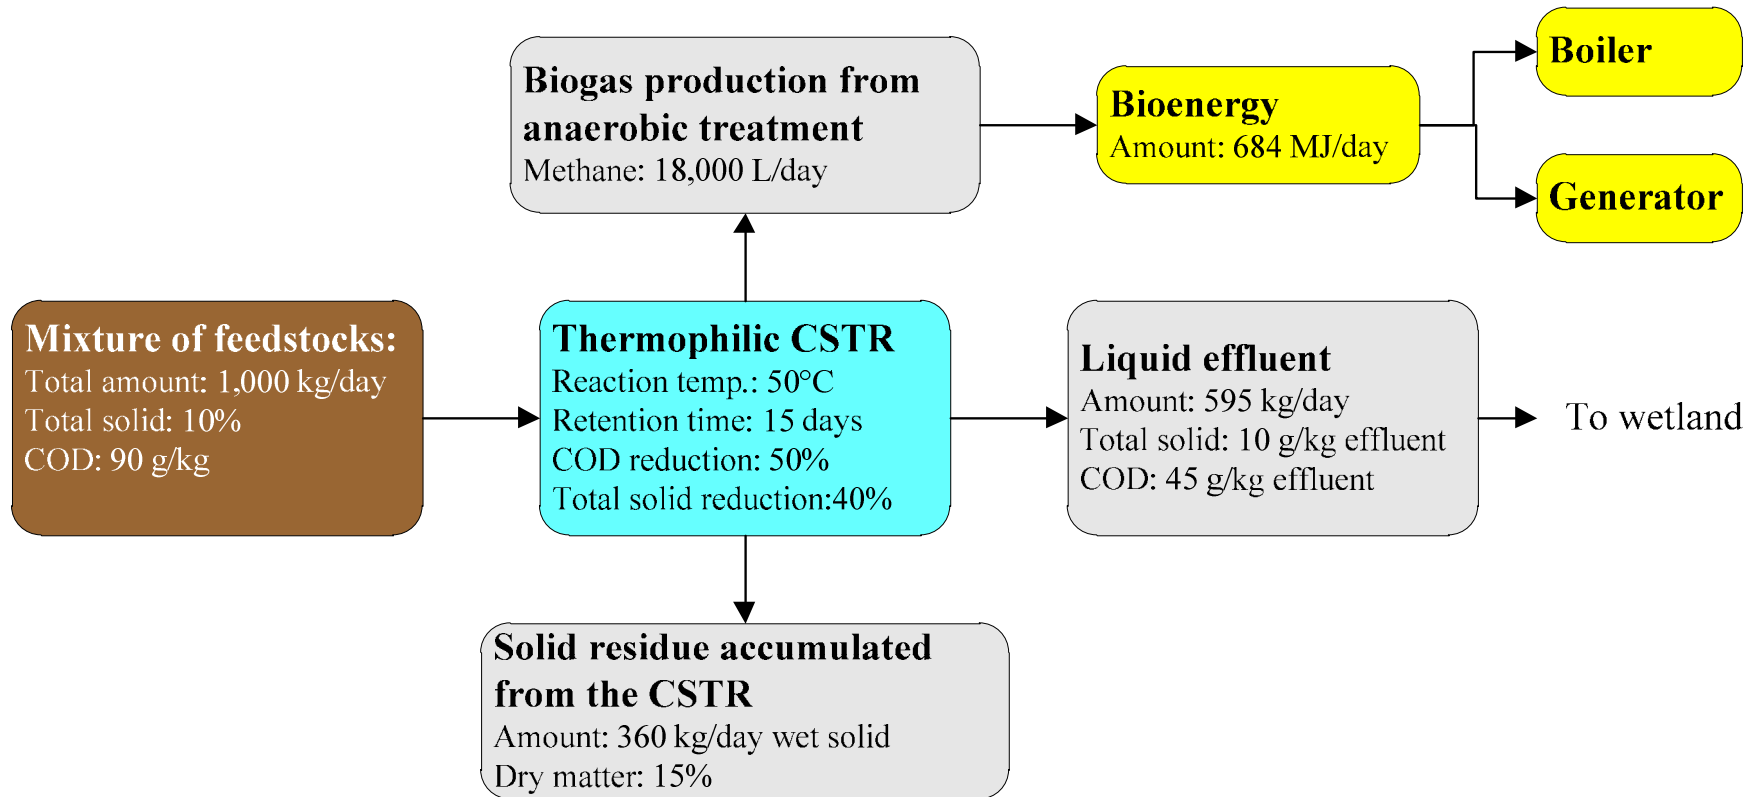 Biogas production from
anaerobic treatment
Methane: 18,000 L/day
Bioenergy
Amount: 684 MJ/day
Boiler
Generator
Mixture of feedstocks:
Total amount: 1,000 kg/day
Total solid: 10%
COD: 90 g/kg
Thermophilic CSTR
Reaction temp.: 50°C
Retention time: 15 days
COD reduction: 50%
Total solid reduction:40%
Liquid effluent
Amount: 595 kg/day
Total solid: 10 g/kg effluent
COD: 45 g/kg effluent
To wetland
Solid residue accumulated
from the CSTR
Amount: 360 kg/day wet solid
Dry matter: 15%